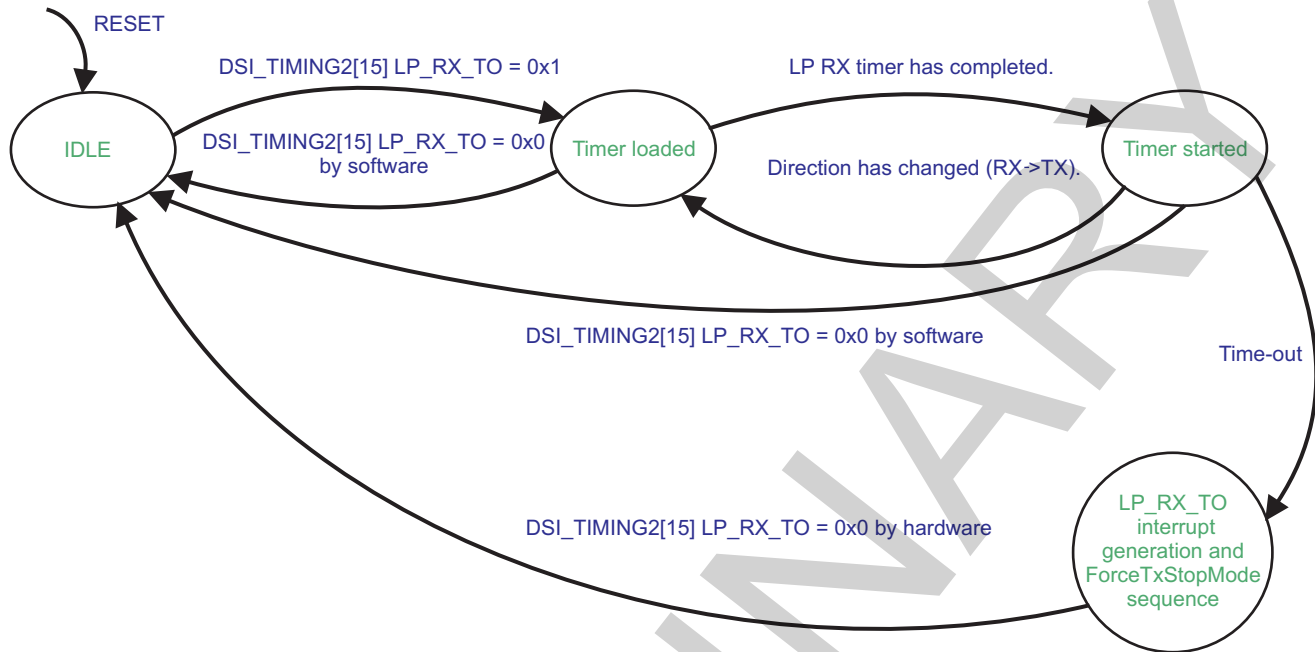 RESET
DSI_TIMING2[15] LP_RX_TO = 0x1
LP RX timer has completed.
IDLE
DSI_TIMING2[15] LP_RX_TO = 0x0
by software
Timer loaded
Direction has changed (RX->TX).
Timer started
DSI_TIMING2[15] LP_RX_TO = 0x0 by software
Time-out
DSI_TIMING2[15] LP_RX_TO = 0x0 by hardware
LP_RX_TO
interrupt
generation and
ForceTxStopMode
sequence
NARY